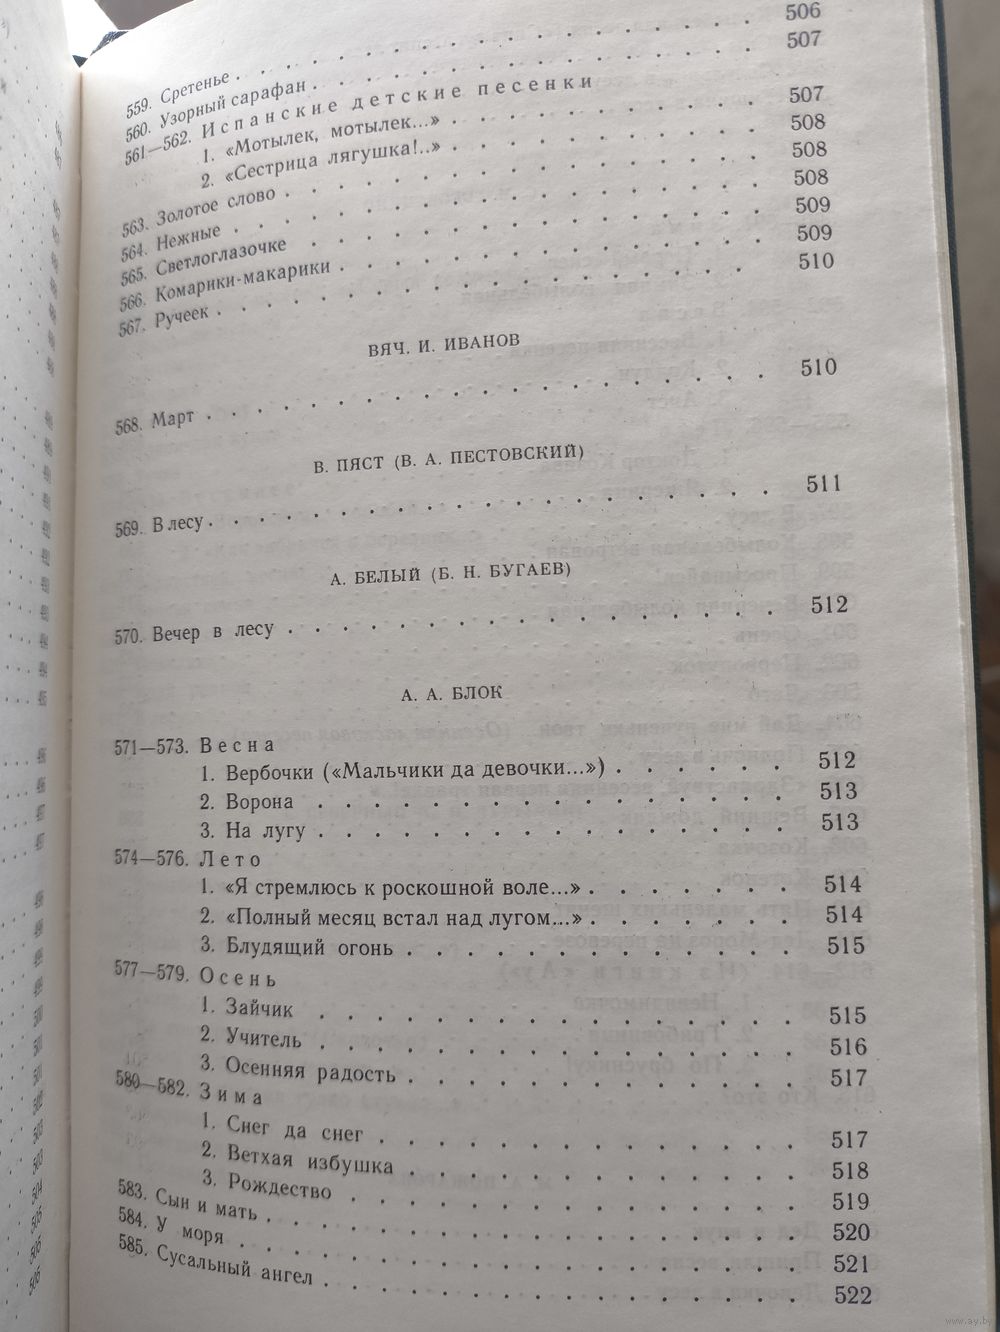 559. Сретенье . . . . . . . . . . . . . . . . . 506
560. Узорный сарафан . . . . . . . . . . . . . . 507
561—562. Испанские детские песенки
1. «Мотылек, мотылек...» . . . . . . . . . . 507
2. «Сестрица лягушка!..» . . . . . . . . . . 508
563. Золотое слово . . . . . . . . . . . . . . . 508
564. Нежные . . . . . . . . . . . . . . . . . . 508
565. Светлоглазочке . . . . . . . . . . . . . . 509
566. Комарики-макарики . . . . . . . . . . . . . 509
567. Ручеек . . . . . . . . . . . . . . . . . . 510
ВЯЧ. И. ИВАНОВ
568. Март . . . . . . . . . . . . . . . . . . . 510
В. ПЯСТ (В. А. ПЕСТОВСКИЙ)
569. В лесу . . . . . . . . . . . . . . . . . . 511
А. БЕЛЫЙ (Б. Н. БУГАЕВ)
570. Вечер в лесу . . . . . . . . . . . . . . . 512
А. А. БЛОК
571—573. Весна
1. Вербочки («Мальчики да девочки...») . . . . . . 512
2. Ворона . . . . . . . . . . . . . . . . . 513
3. На лугу . . . . . . . . . . . . . . . . . 513
574—576. Лето
1. «Я стремлюсь к роскошной воле...» . . . . . . . 514
2. «Полный месяц встал над лугом...» . . . . . . . 514
3. Блудящий огонь . . . . . . . . . . . . . . 515
577—579. Осень
1. Зайчик . . . . . . . . . . . . . . . . . 515
2. Учитель . . . . . . . . . . . . . . . . . 516
3. Осенняя радость . . . . . . . . . . . . . . 517
580—582. Зима
1. Снег да снег . . . . . . . . . . . . . . . 517
2. Ветхая избушка . . . . . . . . . . . . . . 518
3. Рождество . . . . . . . . . . . . . . . . 519
583. Сын и мать . . . . . . . . . . . . . . . . 520
584. У моря . . . . . . . . . . . . . . . . . . 521
585. Сусальный ангел . . . . . . . . . . . . . . 522
www.ay.by